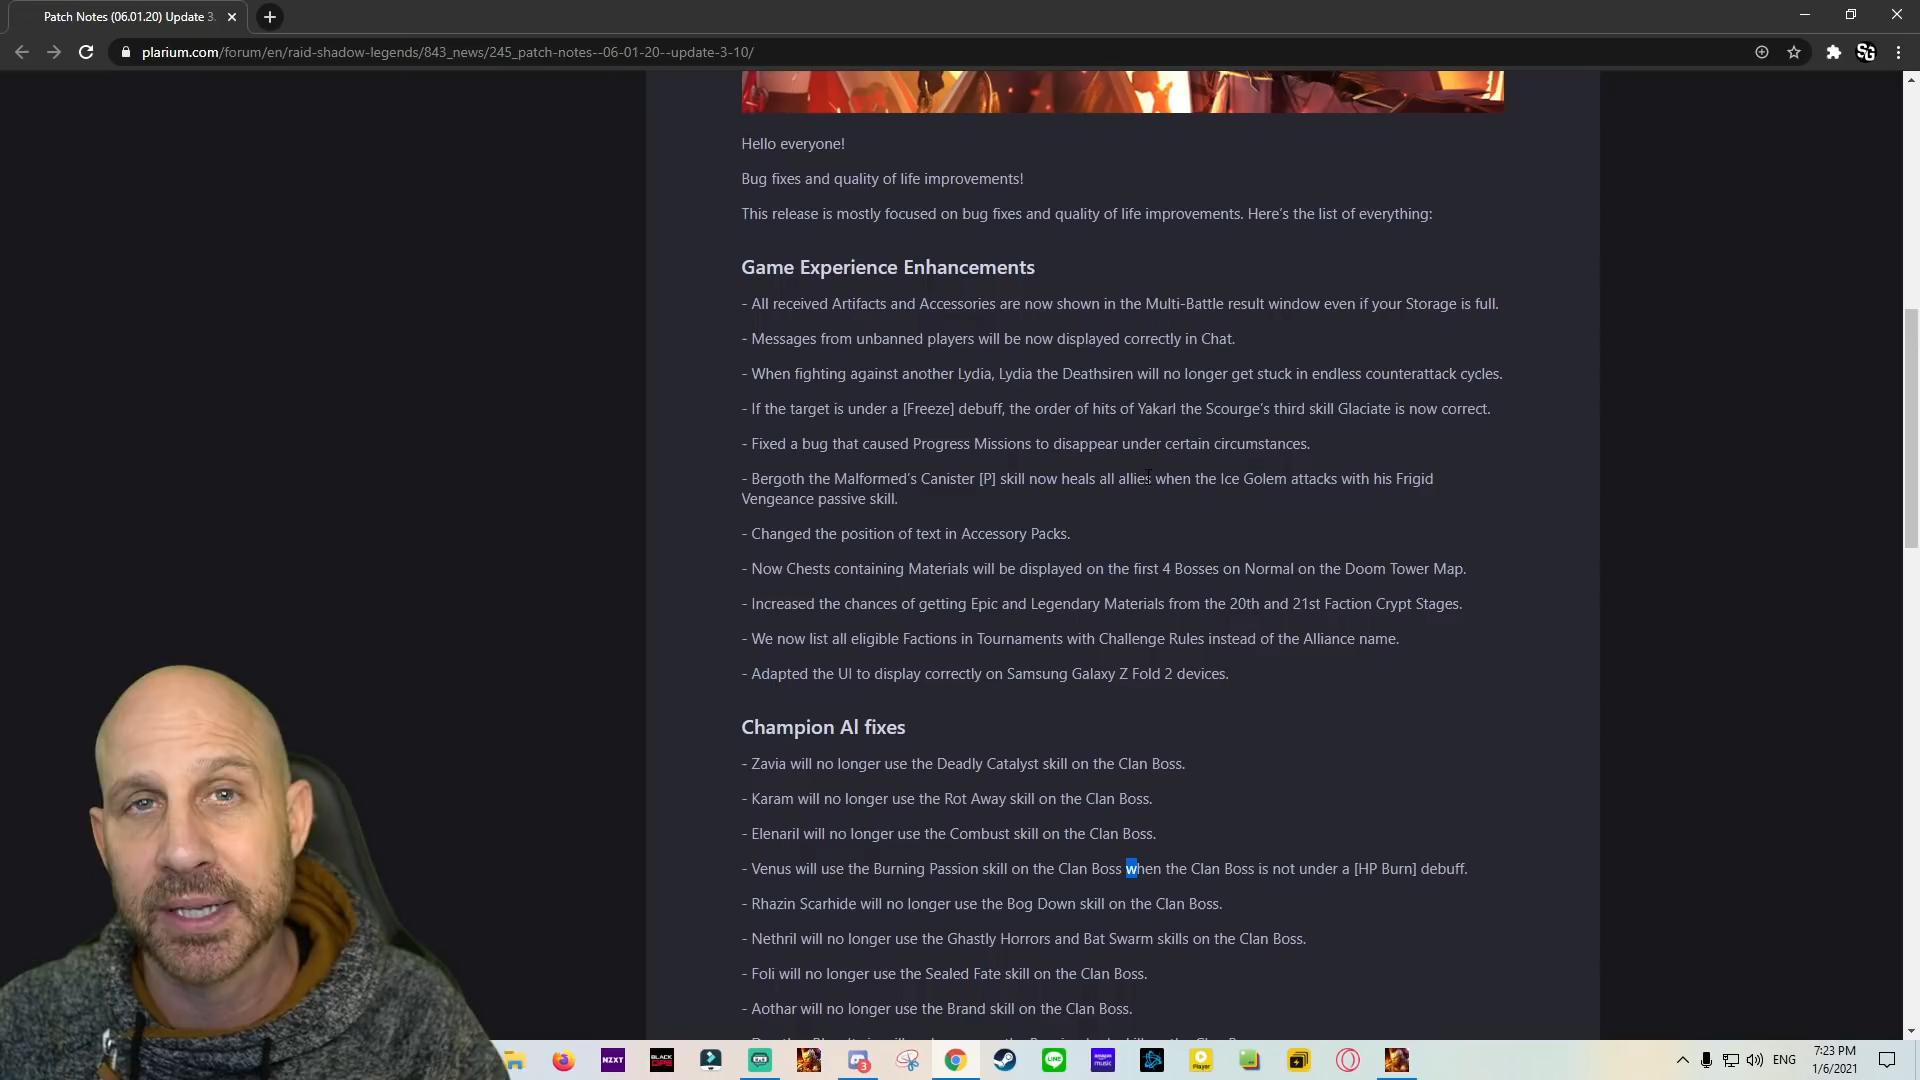 Patch Notes (06.01.20) Update 3.
plarium.com/forum/en/raid-shadow-legends/843_news/245_patch-notes--06-01-20--update-3-10/
SG
Hello everyone!
Bug fixes and quality of life improvements!
This release is mostly focused on bug fixes and quality of life improvements. Here's the list of everything:
Game Experience Enhancements
- All received Artifacts and Accessories are now shown in the Multi-Battle result window even if your Storage is full.
- Messages from unbanned players will be now displayed correctly in Chat.
- When fighting against another Lydia, Lydia the Deathsiren will no longer get stuck in endless counterattack cycles.
- If the target is under a [Freeze] debuff, the order of hits of Yakarl the Scourge's third skill Glaciate is now correct.
- Fixed a bug that caused Progress Missions to disappear under certain circumstances.
- Bergoth the Malformed's Canister [P] skill now heals all allies when the Ice Golem attacks with his Frigid
Vengeance passive skill.
- Changed the position of text in Accessory Packs.
- Now Chests containing Materials will be displayed on the first 4 Bosses on Normal on the Doom Tower Map.
- Increased the chances of getting Epic and Legendary Materials from the 20th and 21st Faction Crypt Stages.
- We now list all eligible Factions in Tournaments with Challenge Rules instead of the Alliance name.
- Adapted the UI to display correctly on Samsung Galaxy Z Fold 2 devices.
Champion Al fixes
- Zavia will no longer use the Deadly Catalyst skill on the Clan Boss.
- Karam will no longer use the Rot Away skill on the Clan Boss.
- Elenaril will no longer use the Combust skill on the Clan Boss.
- Venus will use the Burning Passion skill on the Clan Boss when the Clan Boss is not under a [HP Burn] debuff.
- Rhazin Scarhide will no longer use the Bog Down skill on the Clan Boss.
- Nethril will no longer use the Ghastly Horrors and Bat Swarm skills on the Clan Boss.
- Foli will no longer use the Sealed Fate skill on the Clan Boss.
- Aothar will no longer use the Brand skill on the Clan Boss.
NZXT
BLACK OPS
3
LINE
amazon music
Player
ENG
7:23 PM
1/6/2021